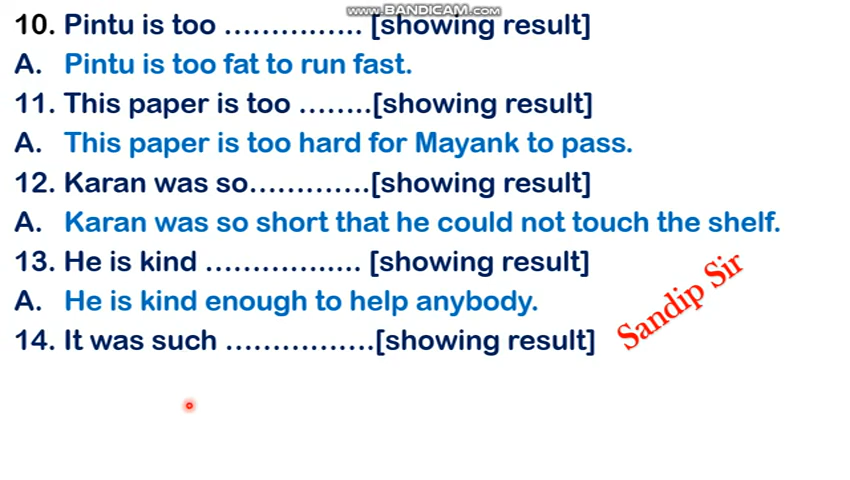 www.BANDICAM.com
10. Pintu is too …………….. [showing result]
A. Pintu is too fat to run fast.
11. This paper is too ……..[showing result]
A. This paper is too hard for Mayank to pass.
12. Karan was so………….[showing result]
A. Karan was so short that he could not touch the shelf.
13. He is kind ……………... [showing result]
A. He is kind enough to help anybody.
14. It was such …………….[showing result]
Sandip Sir